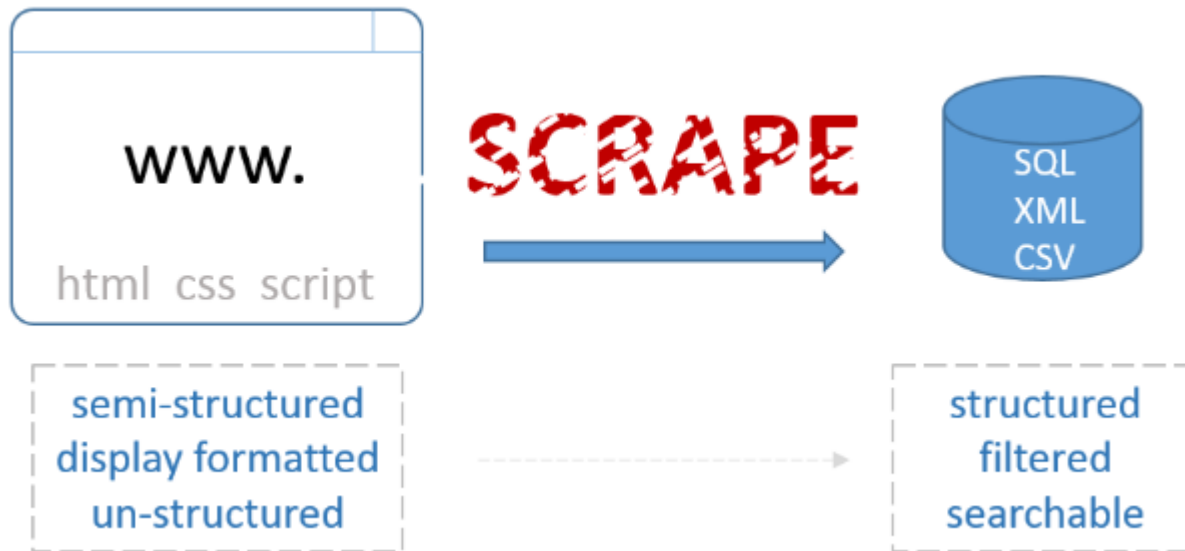 www.
html css script
SCRAPE
SQL
XML
CSV
semi-structured
display formatted
un-structured
structured
filtered
searchable